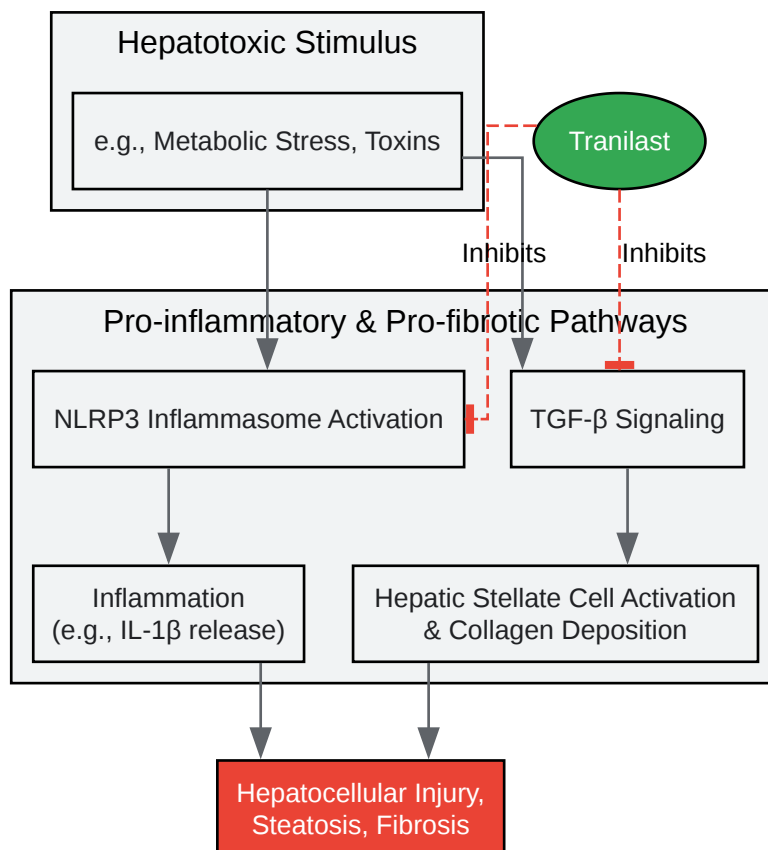 Hepatotoxic Stimulus
e.g., Metabolic Stress, Toxins
Tranilast
Inhibits
Inhibits
Pro-inflammatory & Pro-fibrotic Pathways
NLRP3 Inflammasome Activation
TGF-β Signaling
Inflammation
(e.g., IL-1β release)
Hepatic Stellate Cell Activation
& Collagen Deposition
Hepatocellular Injury,
Steatosis, Fibrosis